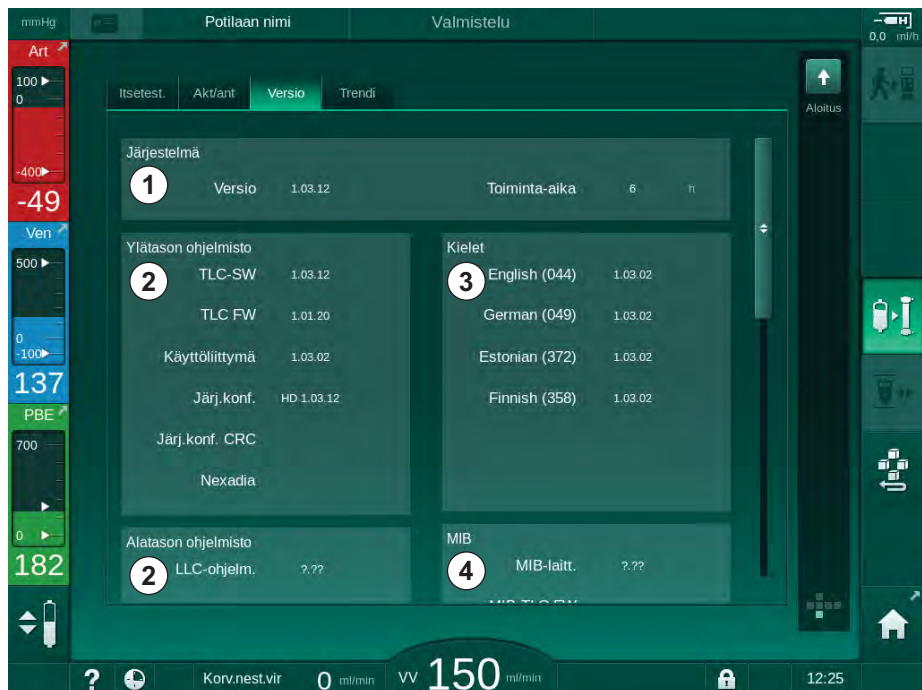 mmHg
Potilaan nimi
Valmistelu
0,0 ml/h
Art
100
0
-400
-49
Ven
500
0
-100
137
PBE
700
0
182
Itsetest.
Akt/ant
Versio
Trendi
Aloitus
Järjestelmä
1
Versio 1.03.12
Toiminta-aika 6 h
Ylätason ohjelmisto
2
TLC-SW 1.03.12
TLC FW 1.01.20
Käyttöliittymä 1.03.02
Järj.konf. HD 1.03.12
Järj.konf. CRC
Nexadia
Kielet
3
English (044) 1.03.02
German (049) 1.03.02
Estonian (372) 1.03.02
Finnish (358) 1.03.02
Alatason ohjelmisto
2
LLC-ohjelm. ?.??
MIB
4
MIB-laitt. ?.??
MIB-TLC FW
?
Korv.nest.vir 0 ml/min
VV 150 ml/min
12:25